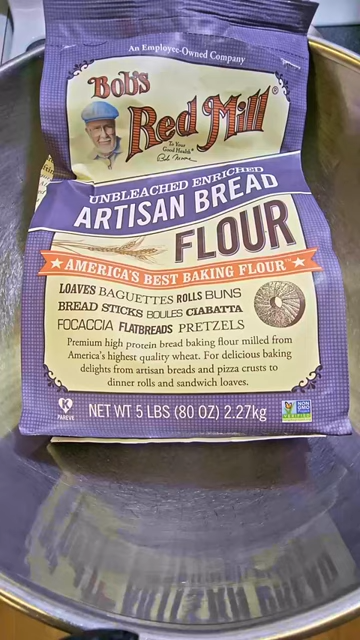 An Employee-Owned Company
Bob's
Red Mill®
To Your
Good Health®
Bob Moore
UNBLEACHED ENRICHED
ARTISAN BREAD
FLOUR
★ AMERICA'S BEST BAKING FLOUR™ ★
LOAVES BAGUETTES ROLLS BUNS
BREAD STICKS BOULES CIABATTA
FOCACCIA FLATBREADS PRETZELS
Premium high protein bread baking flour milled from
America's highest quality wheat. For delicious baking
delights from artisan breads and pizza crusts to
dinner rolls and sandwich loaves.
K
PAREVE
NET WT 5 LBS (80 OZ) 2.27kg
NON
GMO